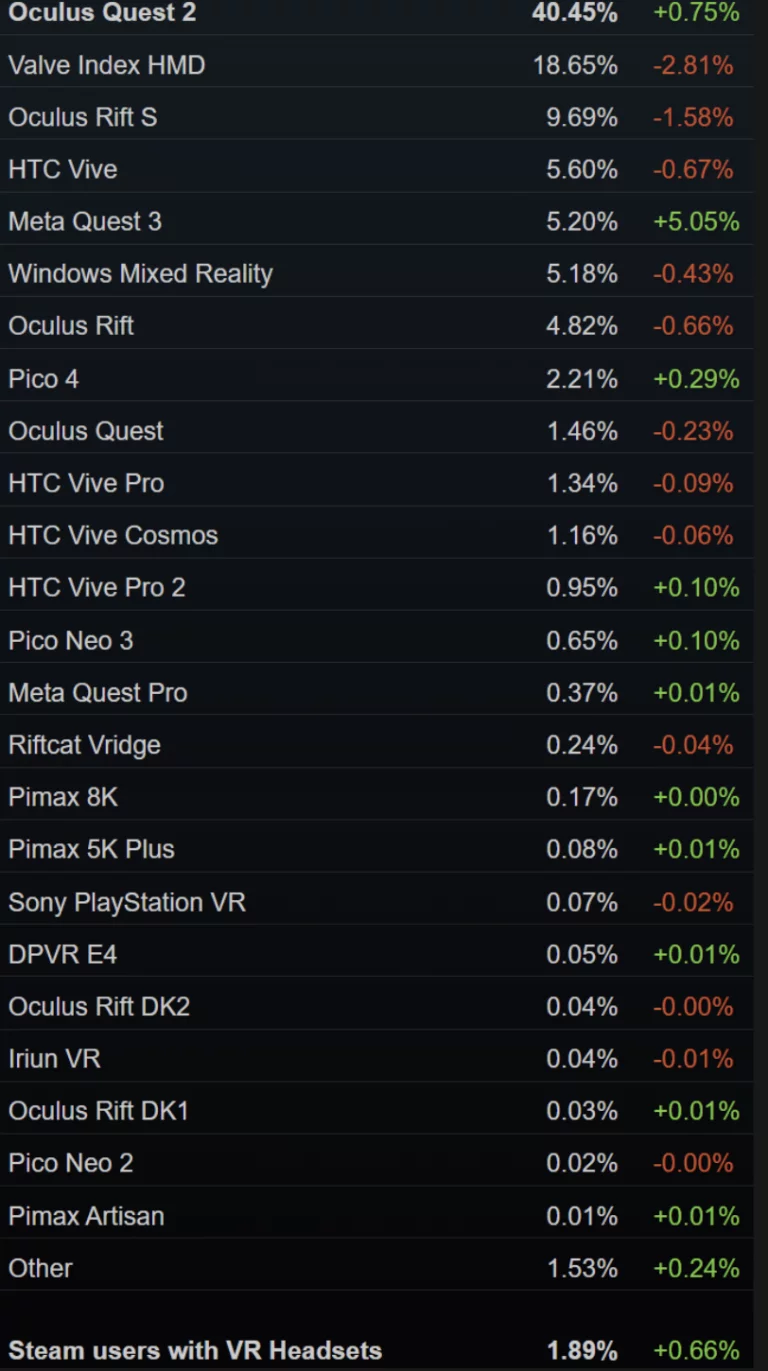 Oculus Quest 2 40.45% +0.75%
Valve Index HMD 18.65% -2.81%
Oculus Rift S 9.69% -1.58%
HTC Vive 5.60% -0.67%
Meta Quest 3 5.20% +5.05%
Windows Mixed Reality 5.18% -0.43%
Oculus Rift 4.82% -0.66%
Pico 4 2.21% +0.29%
Oculus Quest 1.46% -0.23%
HTC Vive Pro 1.34% -0.09%
HTC Vive Cosmos 1.16% -0.06%
HTC Vive Pro 2 0.95% +0.10%
Pico Neo 3 0.65% +0.10%
Meta Quest Pro 0.37% +0.01%
Riftcat Vridge 0.24% -0.04%
Pimax 8K 0.17% +0.00%
Pimax 5K Plus 0.08% +0.01%
Sony PlayStation VR 0.07% -0.02%
DPVR E4 0.05% +0.01%
Oculus Rift DK2 0.04% -0.00%
Iriun VR 0.04% -0.01%
Oculus Rift DK1 0.03% +0.01%
Pico Neo 2 0.02% -0.00%
Pimax Artisan 0.01% +0.01%
Other 1.53% +0.24%
Steam users with VR Headsets 1.89% +0.66%